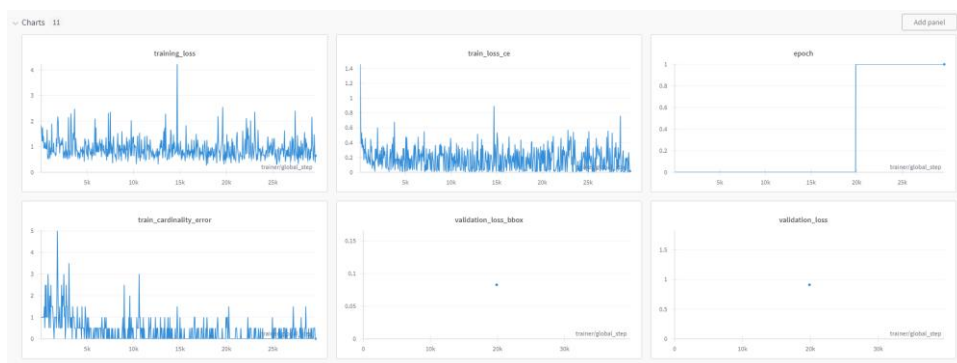 Charts 11
Add panel
training_loss
4
3
2
1
0
trainer/global_step
5k 10k 15k 20k 25k
train_loss_ce
1.4
1.2
1
0.8
0.6
0.4
0.2
0
trainer/global_step
5k 10k 15k 20k 25k
epoch
1
0.8
0.6
0.4
0.2
0
trainer/global_step
5k 10k 15k 20k 25k
train_cardinality_error
5
4
3
2
1
0
trainer/global_step
5k 10k 15k 20k 25k
validation_loss_bbox
0.15
0.1
0.05
0
trainer/global_step
0 10k 20k 30k
validation_loss
1.5
1
0.5
0
trainer/global_step
0 10k 20k 30k